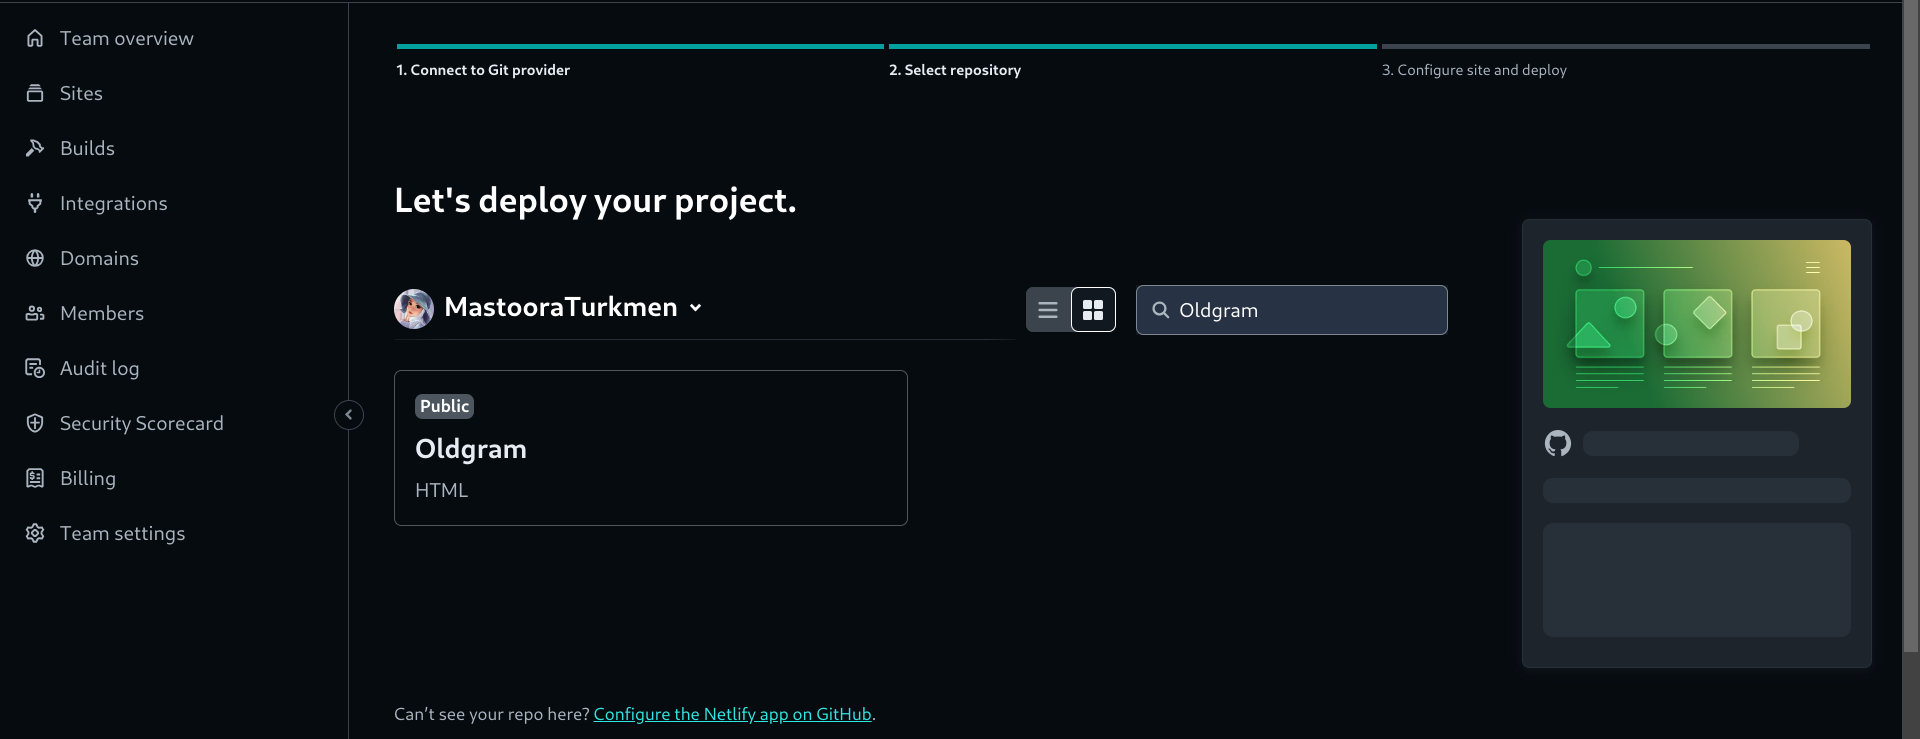 Team overview
Sites
Builds
Integrations
Domains
Members
Audit log
Security Scorecard
Billing
Team settings
1. Connect to Git provider
2. Select repository
3. Configure site and deploy
Let's deploy your project.
MastooraTurkmen
Oldgram
Public
Oldgram
HTML
Can’t see your repo here? Configure the Netlify app on GitHub.